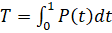 T = ∫₀¹ P(t)dt